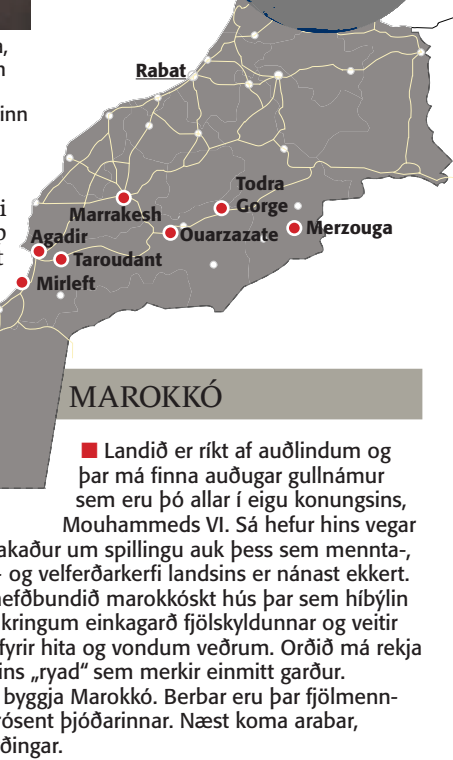 inn
i
Rabat
Todra
Gorge
Marrakesh
Ouarzazate
Merzouga
Agadir
Taroudant
Mirleft
MAROKKÓ
Landið er ríkt af auðlindum og
þar má finna auðugar gullnámur
sem eru þó allar í eigu konungsins,
Mouhammeds VI. Sá hefur hins vegar
akaður um spillingu auk þess sem mennta-,
- og velferðarkerfi landsins er nánast ekkert.
hefðbundið marokkóskt hús þar sem híbýlin
kringum einkagarð fjölskyldunnar og veitir
fyrir hita og vondum veðrum. Orðið má rekja
ins „ryad“ sem merkir einmitt garður.
byggja Marokkó. Berbar eru þar fjölmenn-
rósent þjóðarinnar. Næst koma arabar,
ðingar.